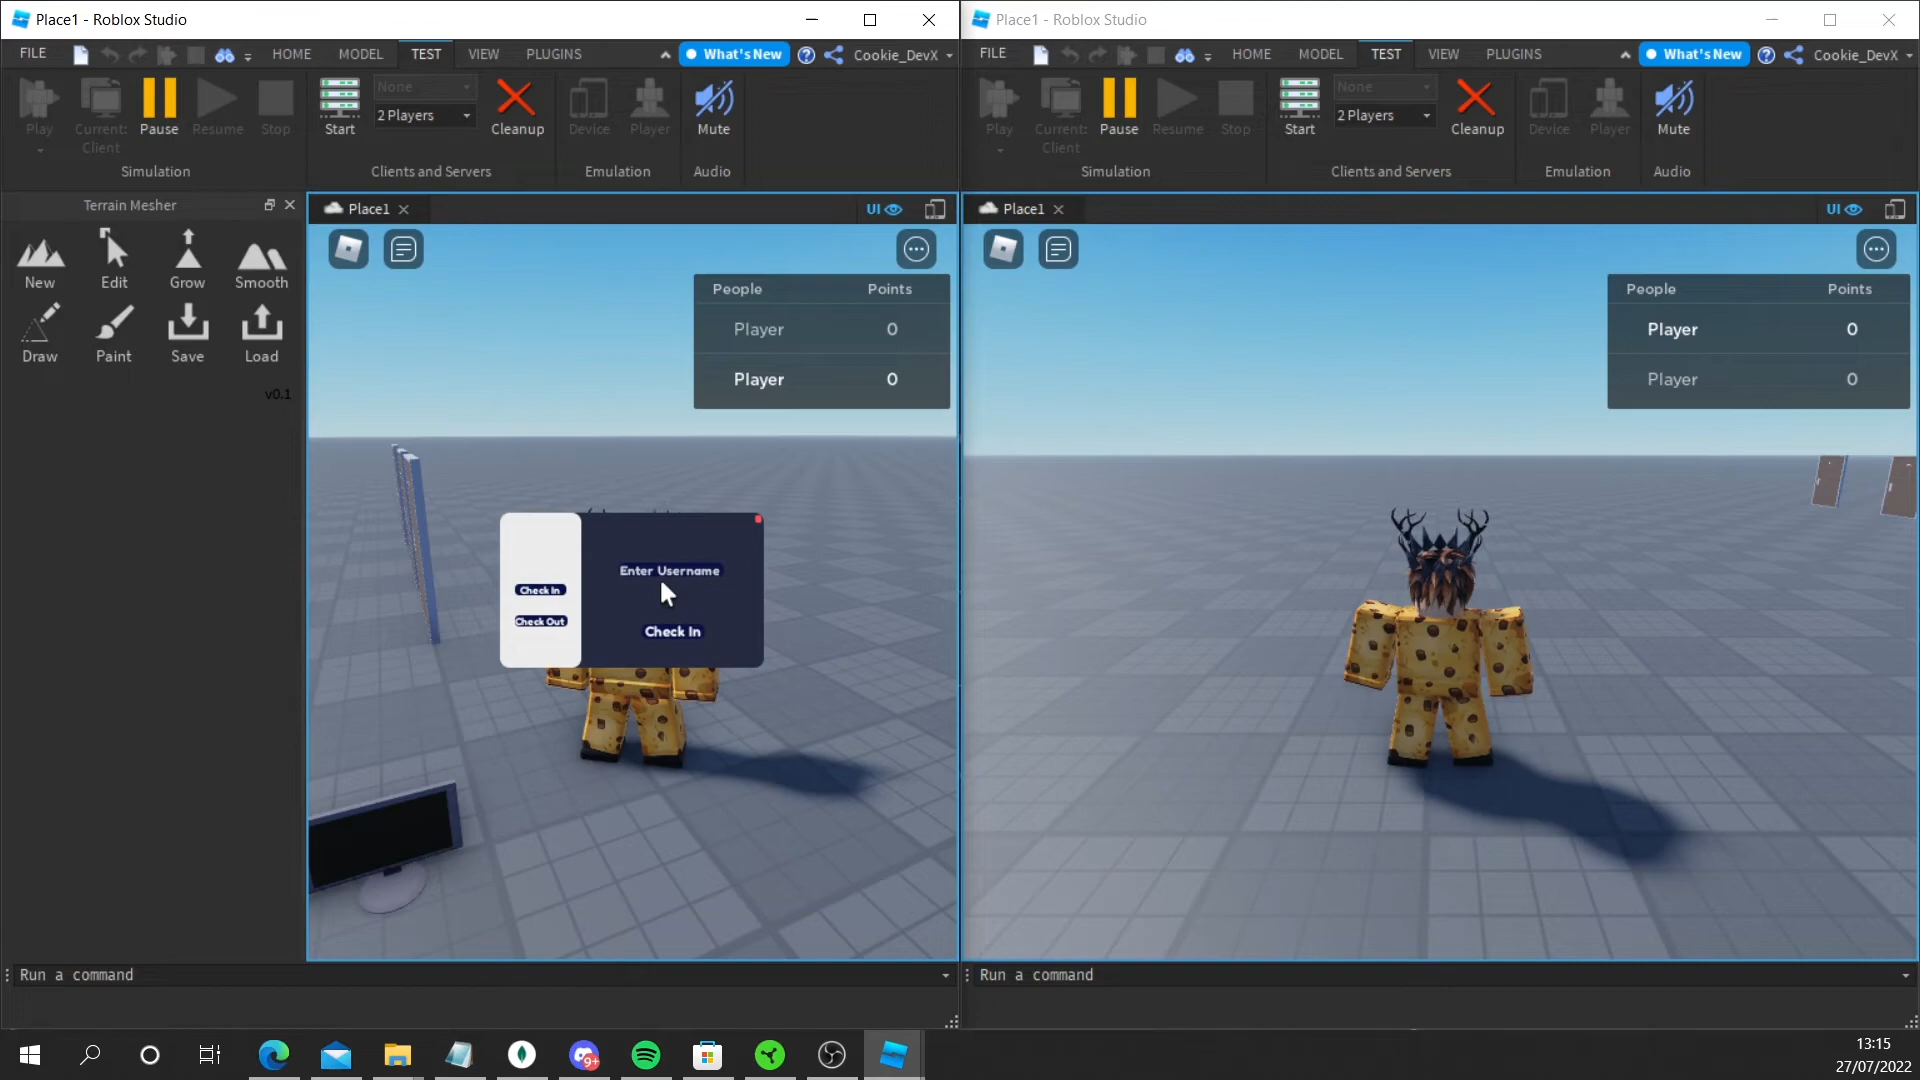 Place1 - Roblox Studio
FILE HOME MODEL TEST VIEW PLUGINS What's New Cookie_DevX
Play
Current:
Client
Pause
Resume
Stop
Simulation
Start
None
2 Players
Cleanup
Clients and Servers
Device
Player
Emulation
Mute
Audio
Terrain Mesher
New Edit Grow Smooth
Draw Paint Save Load
v0.1
Place1
UI
People Points
Player 0
Player 0
Enter Username
Check In
Check In
Check Out
Run a command
Place1 - Roblox Studio
FILE HOME MODEL TEST VIEW PLUGINS What's New Cookie_DevX
Play
Current:
Client
Pause
Resume
Stop
Simulation
Start
None
2 Players
Cleanup
Clients and Servers
Device
Player
Emulation
Mute
Audio
Place1
UI
People Points
Player 0
Player 0
Run a command
9+
13:15
27/07/2022